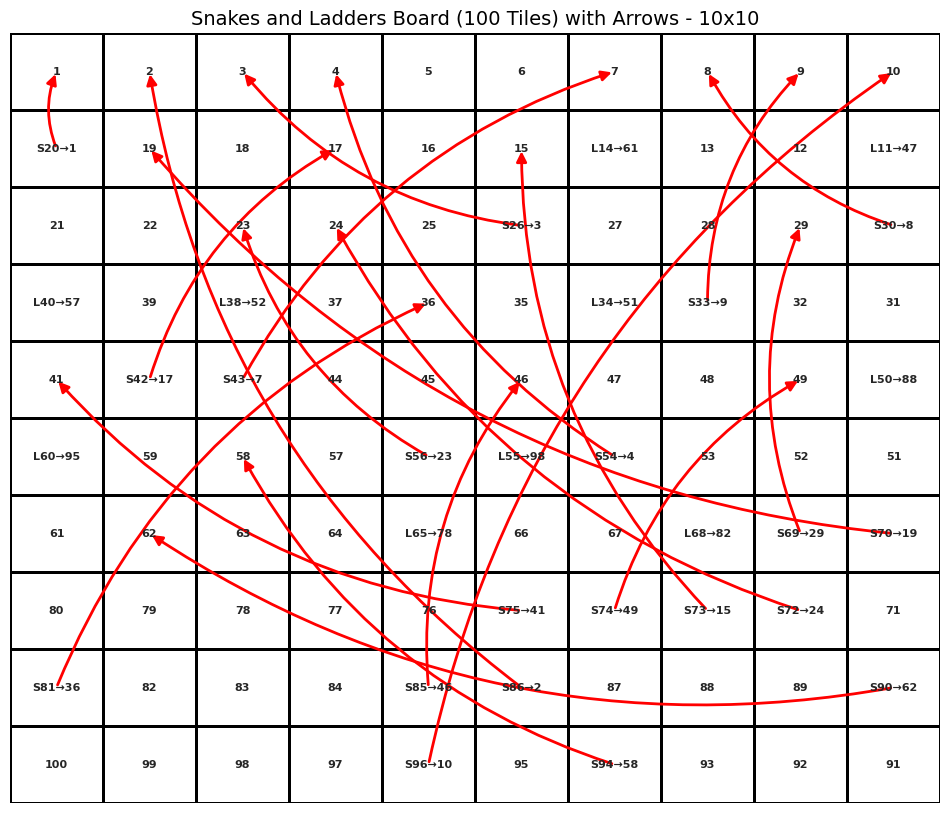 Snakes and Ladders Board (100 Tiles) with Arrows - 10x10
1 2 3 4 5 6 7 8 9 10
S20→1 19 18 17 16 15 L14→61 13 12 L11→47
21 22 23 24 25 S26→3 27 28 29 S30→8
L40→57 39 L38→52 37 36 35 L34→51 S33→9 32 31
41 S42→17 S43→7 44 45 46 47 48 49 L50→88
L60→95 59 58 57 S56→23 L55→98 S54→4 53 52 51
61 62 63 64 L65→78 66 67 L68→82 S69→29 S70→19
80 79 78 77 76 S75→41 S74→49 S73→15 S72→24 71
S81→36 82 83 84 S85→46 S86→2 87 88 89 S90→62
100 99 98 97 S96→10 95 S94→58 93 92 91